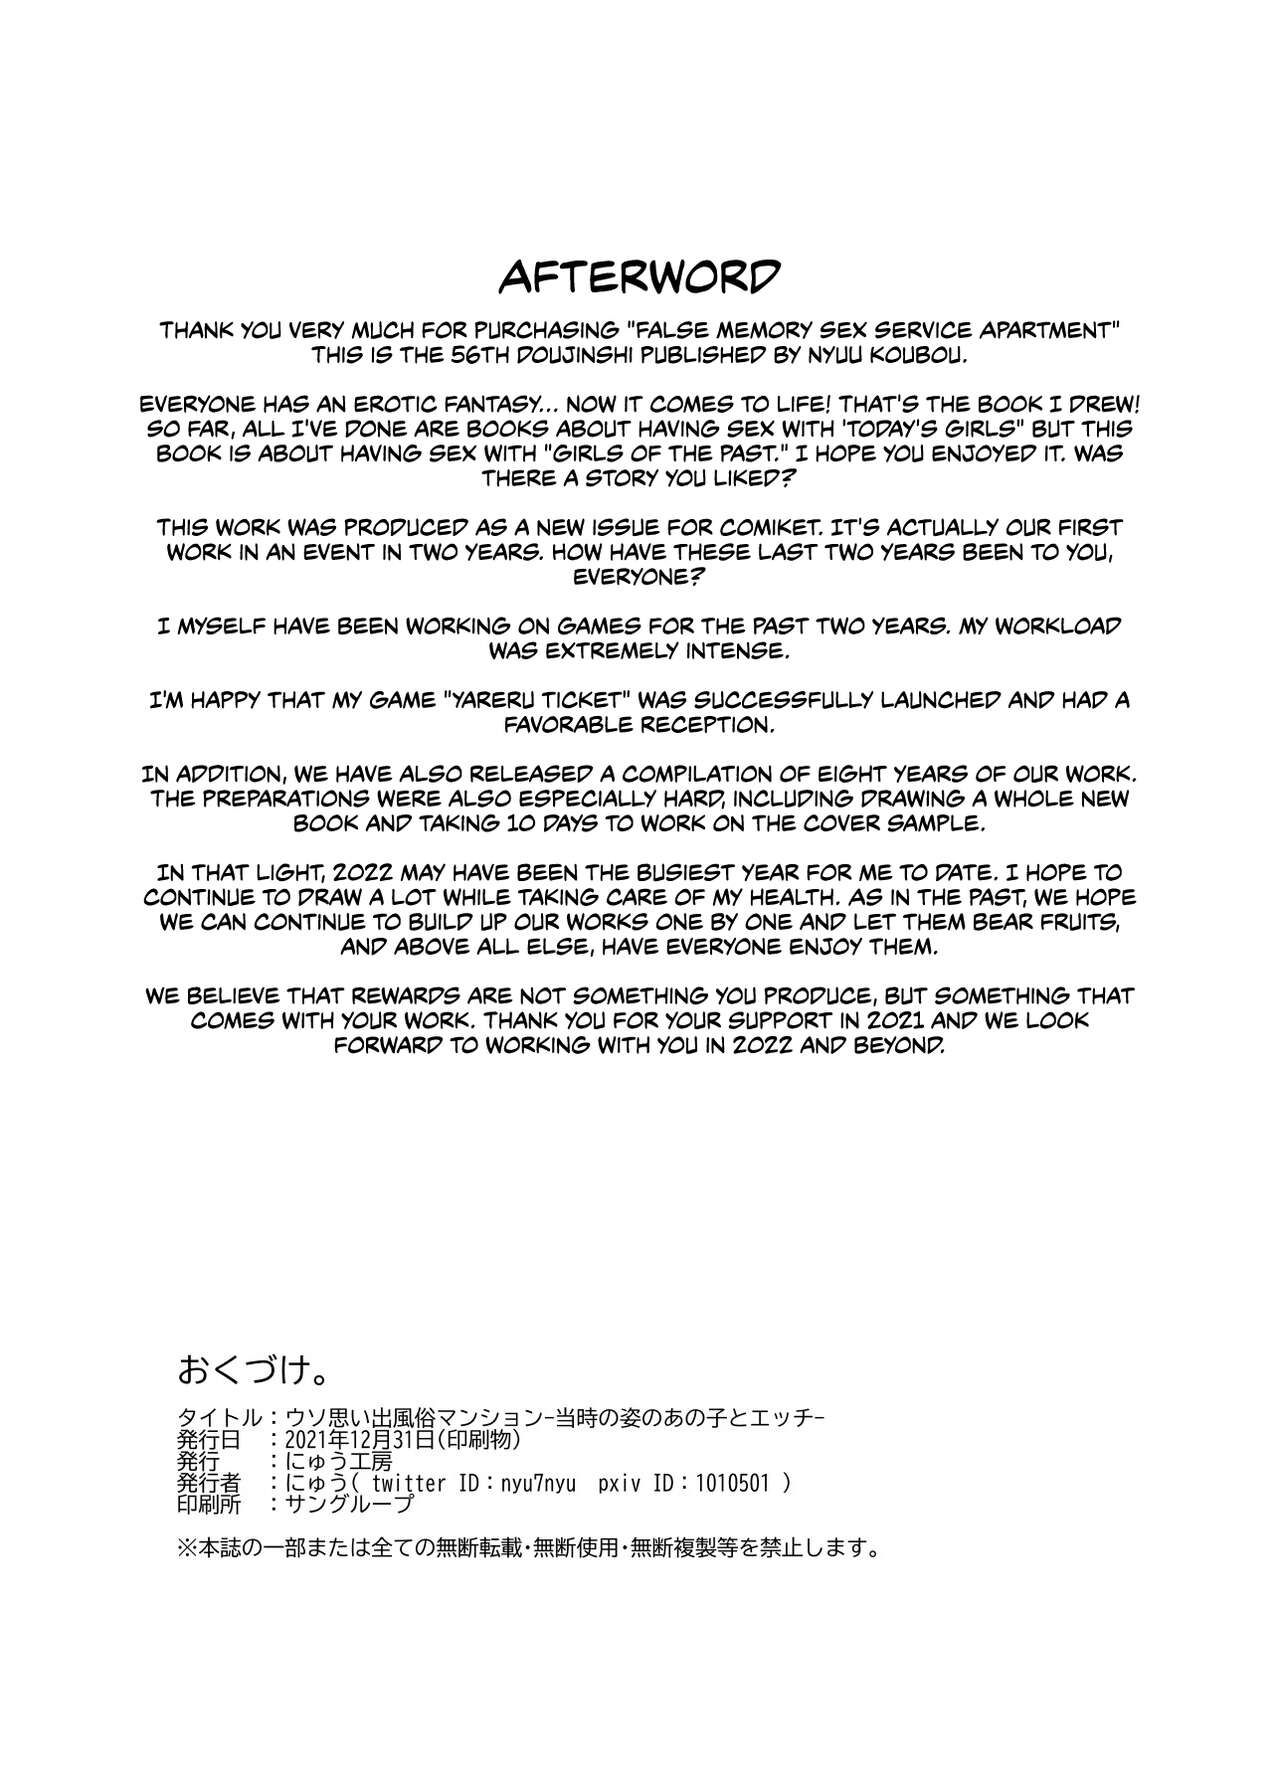 AFTERWORD
THANK YOU VERY MUCH FOR PURCHASING "FALSE MEMORY SEX SERVICE APARTMENT"
THIS IS THE 56TH DOUJINSHI PUBLISHED BY NYUU KOUBOU.
EVERYONE HAS AN EROTIC FANTASY... NOW IT COMES TO LIFE! THAT'S THE BOOK I DREW!
SO FAR, ALL I'VE DONE ARE BOOKS ABOUT HAVING SEX WITH 'TODAY'S GIRLS" BUT THIS
BOOK IS ABOUT HAVING SEX WITH "GIRLS OF THE PAST." I HOPE YOU ENJOYED IT. WAS
THERE A STORY YOU LIKED?
THIS WORK WAS PRODUCED AS A NEW ISSUE FOR COMIKET. IT'S ACTUALLY OUR FIRST
WORK IN AN EVENT IN TWO YEARS. HOW HAVE THESE LAST TWO YEARS BEEN TO YOU,
EVERYONE?
I MYSELF HAVE BEEN WORKING ON GAMES FOR THE PAST TWO YEARS. MY WORKLOAD
WAS EXTREMELY INTENSE.
I'M HAPPY THAT MY GAME "YARERU TICKET" WAS SUCCESSFULLY LAUNCHED AND HAD A
FAVORABLE RECEPTION.
IN ADDITION, WE HAVE ALSO RELEASED A COMPILATION OF EIGHT YEARS OF OUR WORK.
THE PREPARATIONS WERE ALSO ESPECIALLY HARD, INCLUDING DRAWING A WHOLE NEW
BOOK AND TAKING 10 DAYS TO WORK ON THE COVER SAMPLE.
IN THAT LIGHT, 2022 MAY HAVE BEEN THE BUSIEST YEAR FOR ME TO DATE. I HOPE TO
CONTINUE TO DRAW A LOT WHILE TAKING CARE OF MY HEALTH. AS IN THE PAST, WE HOPE
WE CAN CONTINUE TO BUILD UP OUR WORKS ONE BY ONE AND LET THEM BEAR FRUITS,
AND ABOVE ALL ELSE, HAVE EVERYONE ENJOY THEM.
WE BELIEVE THAT REWARDS ARE NOT SOMETHING YOU PRODUCE, BUT SOMETHING THAT
COMES WITH YOUR WORK. THANK YOU FOR YOUR SUPPORT IN 2021 AND WE LOOK
FORWARD TO WORKING WITH YOU IN 2022 AND BEYOND.
おくづけ。
タイトル：ウソ思い出風俗マンション-当時の姿のあの子とエッチ-
発行日　：2021年12月31日(印刷物)
発行　　：にゅう工房
発行者　：にゅう( twitter ID：nyu7nyu　pxiv ID：1010501 )
印刷所　：サングループ
※本誌の一部または全ての無断転載･無断使用･無断複製等を禁止します。